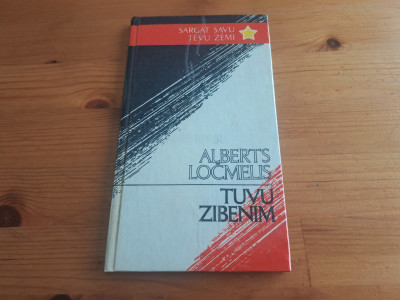 SARGĀT SAVU
TĒVU ZEMI
ALBERTS
LOČMELIS
TUVU
ZIBENIM